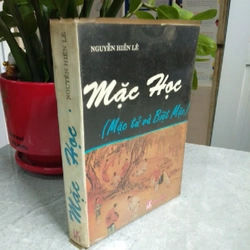 NGUYỄN HIẾN LÊ
Mặc Học
(Mặc tử và Biệt Mặc)
NGUYỄN HIẾN LÊ
Mặc Học